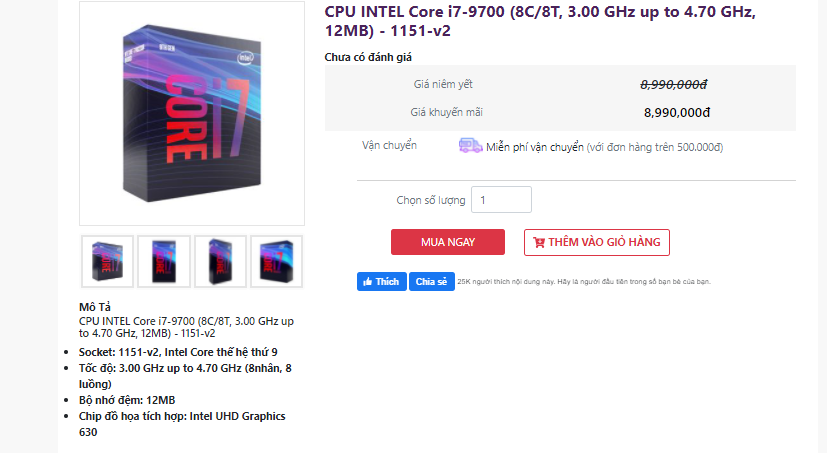 CPU INTEL Core i7-9700 (8C/8T, 3.00 GHz up to 4.70 GHz,
12MB) - 1151-v2
Chưa có đánh giá
Giá niêm yết 8,990,000đ
Giá khuyến mãi 8,990,000đ
Vận chuyển Miễn phí vận chuyển (với đơn hàng trên 500.000đ)
Chọn số lượng 1
MUA NGAY THÊM VÀO GIỎ HÀNG
Thích Chia sẻ 25K người thích nội dung này. Hãy là người đầu tiên trong số bạn bè của bạn.
intel
CORE i7
Mô Tả
CPU INTEL Core i7-9700 (8C/8T, 3.00 GHz up
to 4.70 GHz, 12MB) - 1151-v2
Socket: 1151-v2, Intel Core thế hệ thứ 9
Tốc độ: 3.00 GHz up to 4.70 GHz (8nhân, 8
luồng)
Bộ nhớ đệm: 12MB
Chip đồ họa tích hợp: Intel UHD Graphics
630